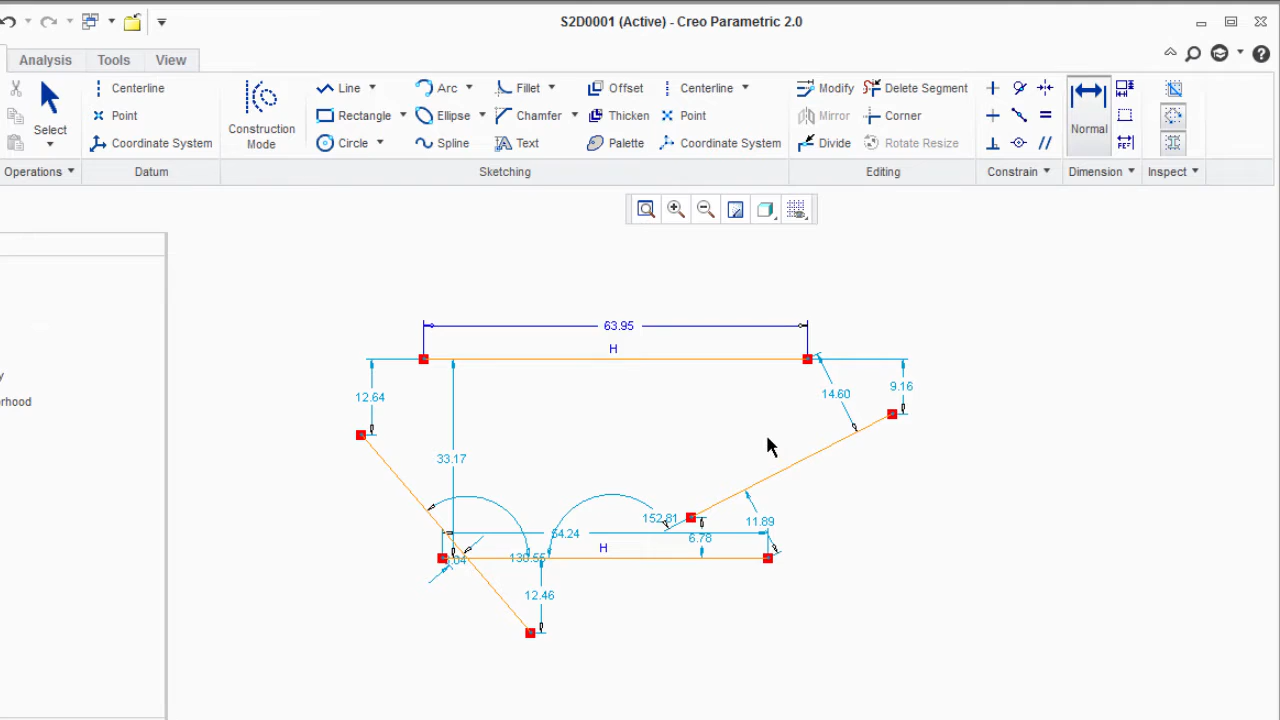 S2D0001 (Active) - Creo Parametric 2.0
Analysis Tools View
Centerline Line Arc Fillet Offset Centerline Modify Delete Segment
Point Rectangle Ellipse Chamfer Thicken Point Mirror Corner
Select Construction Mode Normal
Coordinate System Circle Spline Text Palette Coordinate System Divide Rotate Resize
Operations Datum Sketching Editing Constrain Dimension Inspect
63.95
H
9.16
14.60
12.64
y
erhood
33.17
152.81
11.89
54.24
6.78
H
130.55
12.46